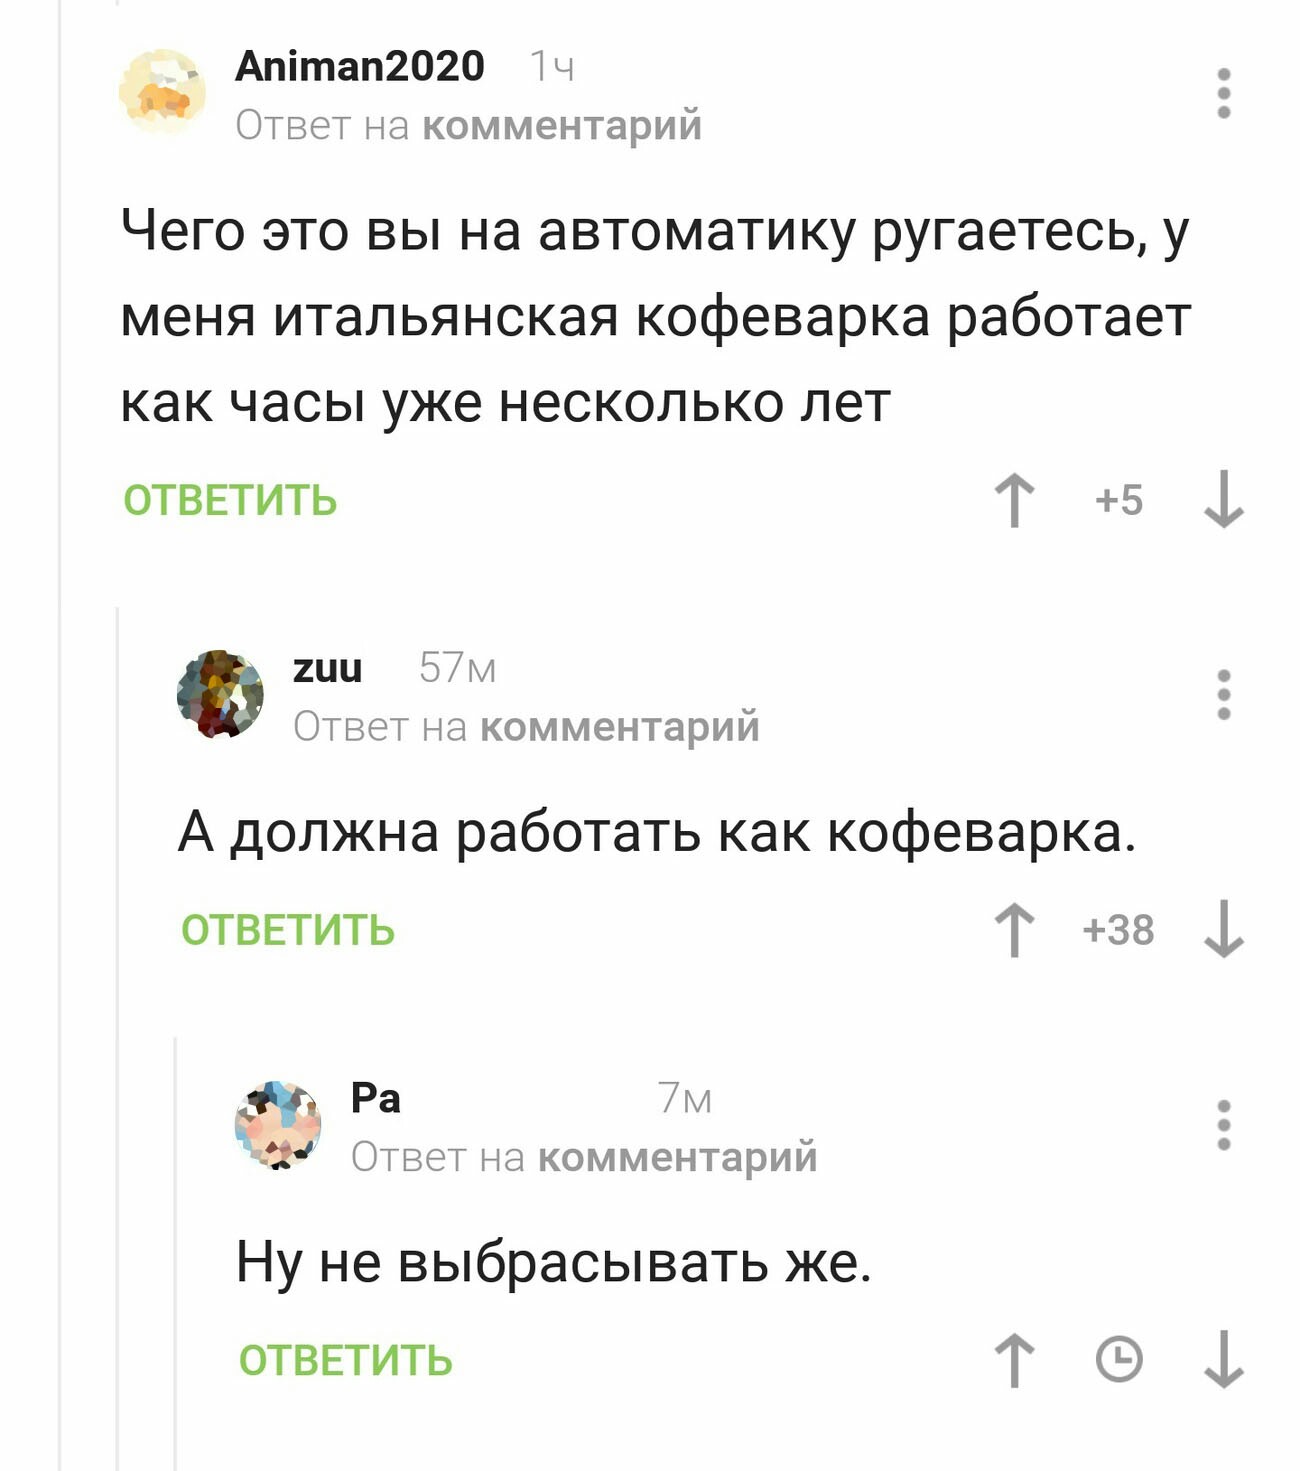 Animan2020 1ч
Ответ на комментарий
Чего это вы на автоматику ругаетесь, у
меня итальянская кофеварка работает
как часы уже несколько лет
ОТВЕТИТЬ +5
zuu 57м
Ответ на комментарий
А должна работать как кофеварка.
ОТВЕТИТЬ +38
Pa 7м
Ответ на комментарий
Ну не выбрасывать же.
ОТВЕТИТЬ